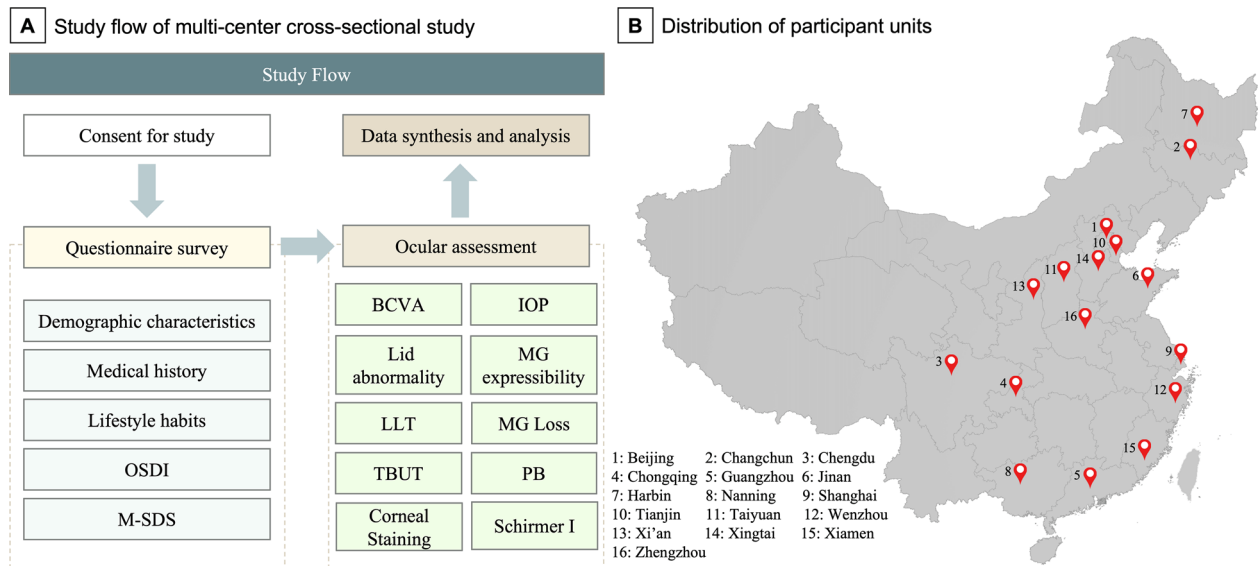 A Study flow of multi-center cross-sectional study
Study Flow
Consent for study
Data synthesis and analysis
Questionnaire survey
Ocular assessment
Demographic characteristics
Medical history
Lifestyle habits
OSDI
M-SDS
BCVA
IOP
Lid
abnormality
MG
expressibility
LLT
MG Loss
TBUT
PB
Corneal
Staining
Schirmer I
B Distribution of participant units
7
2
1
10
14
11
6
13
16
9
3
4
12
15
8
5
1: Beijing 2: Changchun 3: Chengdu
4: Chongqing 5: Guangzhou 6: Jinan
7: Harbin 8: Nanning 9: Shanghai
10: Tianjin 11: Taiyuan 12: Wenzhou
13: Xi'an 14: Xingtai 15: Xiamen
16: Zhengzhou